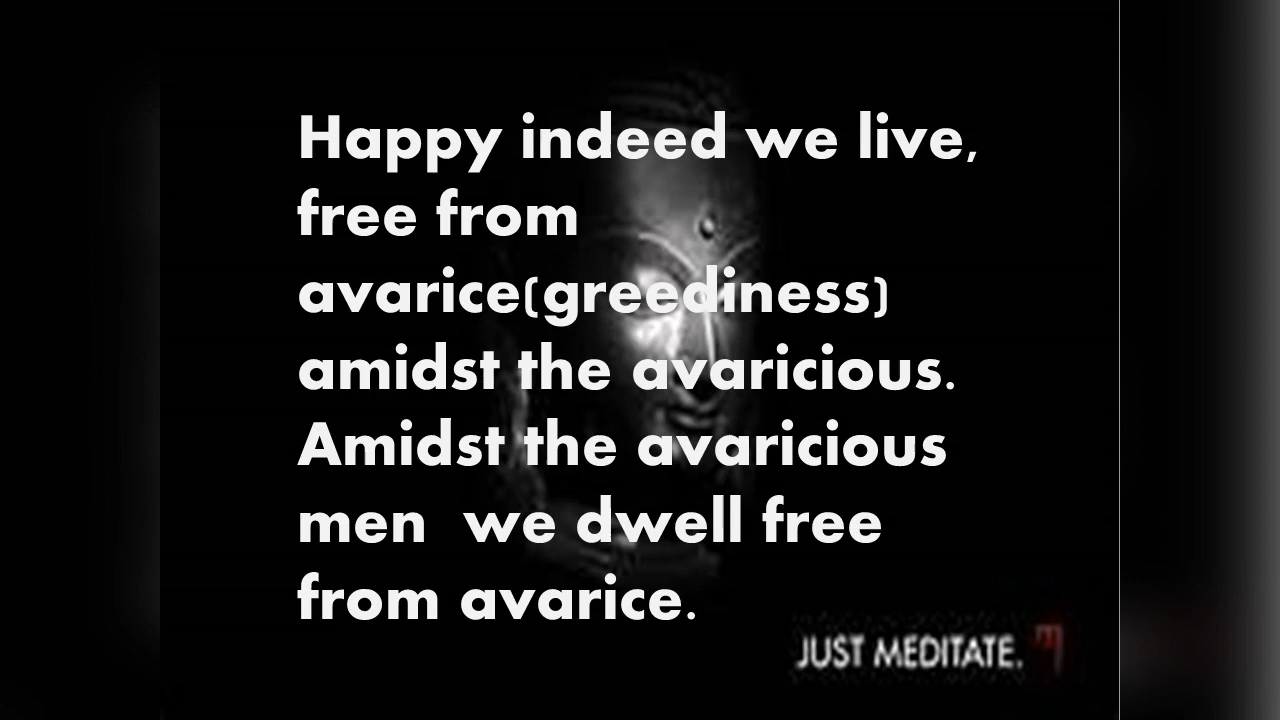 Happy indeed we live,
free from
avarice(greediness)
amidst the avaricious.
Amidst the avaricious
men  we dwell free
from avarice.
JUST MEDITATE.